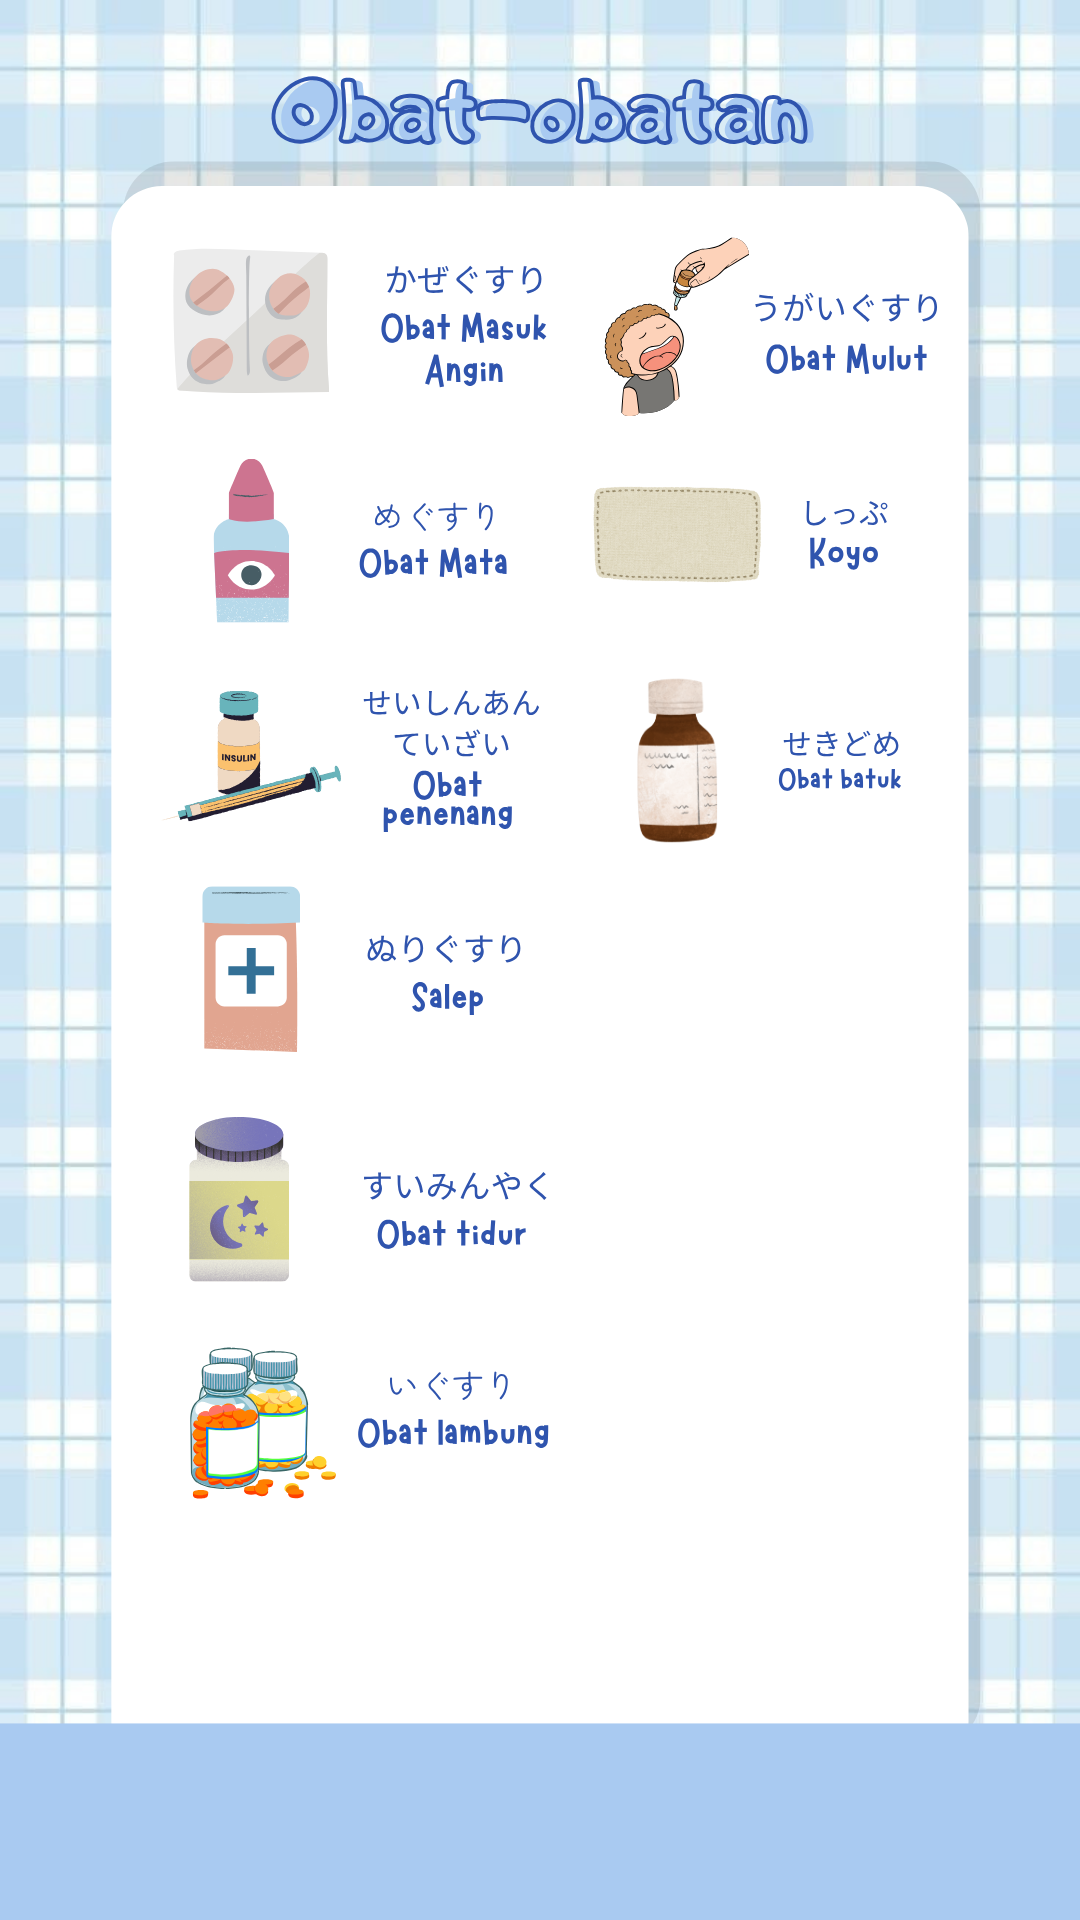 Obat-obatan
かぜぐすり
Obat Masuk
Angin
うがいぐすり
Obat Mulut
めぐすり
Obat Mata
しっぷ
Koyo
INSULIN
せいしんあん
ていざい
Obat
penenang
せきどめ
Obat batuk
ぬりぐすり
Salep
すいみんやく
Obat tidur
いぐすり
Obat lambung